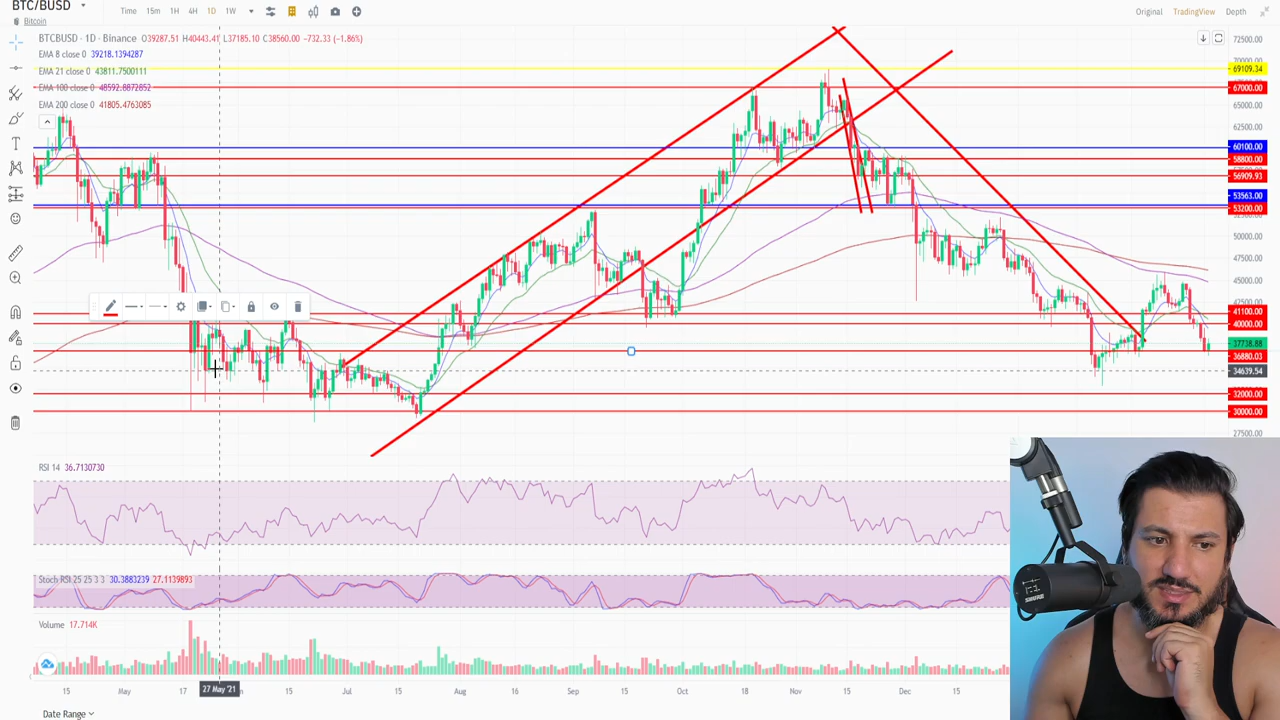 BTC/BUSD
Bitcoin
Time 15m 1H 4H 1D 1W
Original TradingView Depth
BTCBUSD · 1D · Binance O39287.51 H40443.41 L37185.10 C38560.00 -732.33 (-1.86%)
EMA 8 close 0 39218.1394287
EMA 21 close 0 43811.7500111
EMA 100 close 0 48592.8872852
EMA 200 close 0 41805.4763085
72500.00
69109.34
67000.00
65000.00
62500.00
60100.00
58800.00
56909.93
53563.00
53200.00
50000.00
47500.00
45000.00
42500.00
41100.00
40000.00
37738.88
36880.03
34639.54
32000.00
30000.00
27500.00
RSI 14 36.7130730
Stoch RSI 25 25 3 3 30.3883239 27.1139893
Volume 17.714K
15 May 17 27 May '21 15 Jul 15 Aug 16 Sep 15 Oct 18 Nov 15 Dec 15
Date Range
SHURE